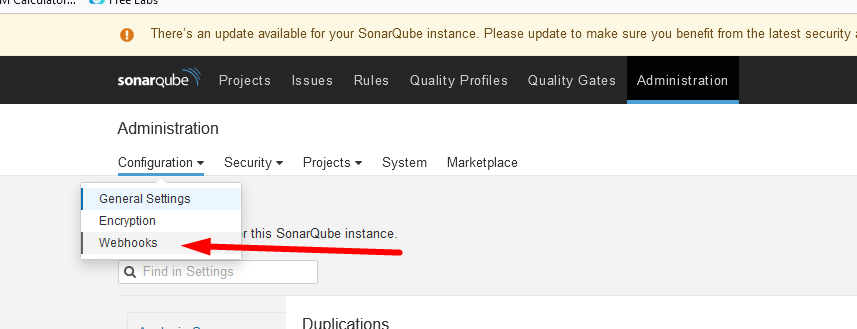 Free Labs
There's an update available for your SonarQube instance. Please update to make sure you benefit from the latest security
sonarqube Projects Issues Rules Quality Profiles Quality Gates Administration
Administration
Configuration Security Projects System Marketplace
General Settings
Encryption
Webhooks
r this SonarQube instance.
Find in Settings
Duplications